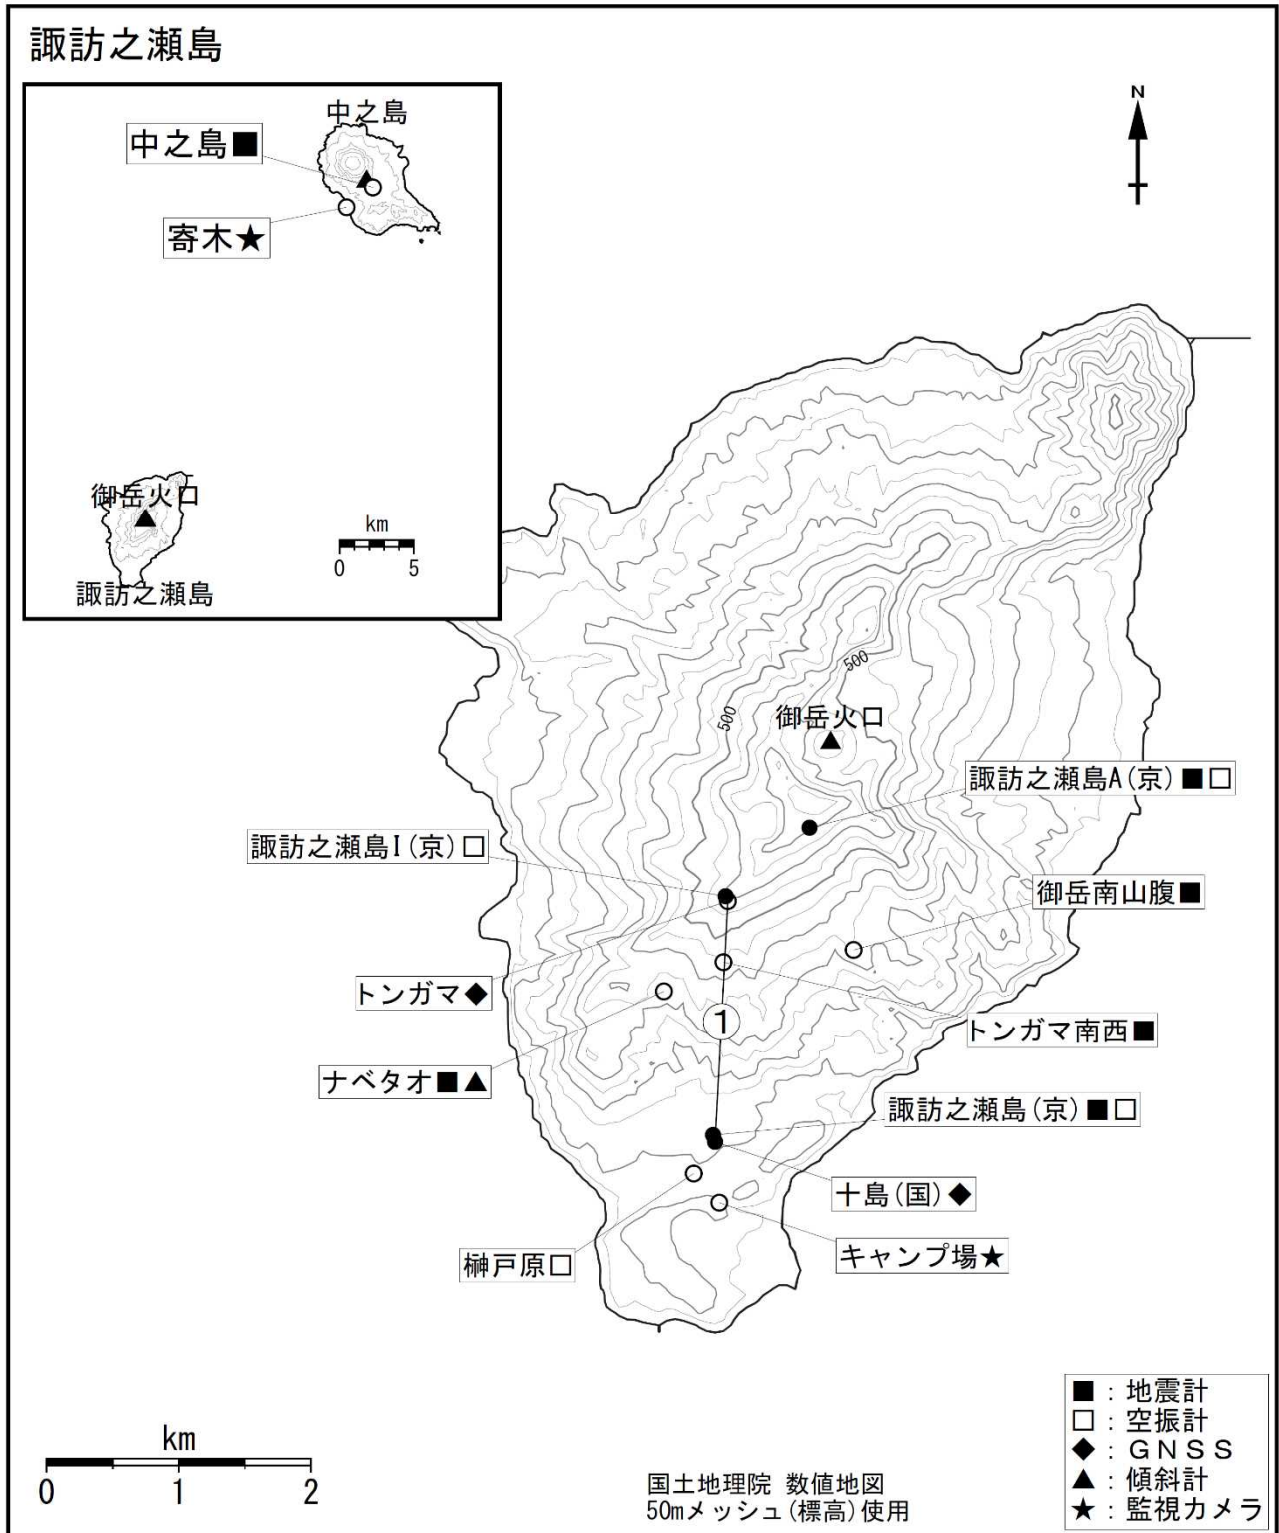 諏訪之瀬島
中之島
中之島■
寄木★
御岳火口
諏訪之瀬島
km
0 5
N
500
500
御岳火口
諏訪之瀬島A(京)■□
諏訪之瀬島I(京)□
御岳南山腹■
トンガマ◆
①
トンガマ南西■
ナベタオ■▲
諏訪之瀬島(京)■□
十島(国)◆
キャンプ場★
榊戸原□
km
0 1 2
国土地理院 数値地図
50mメッシュ(標高)使用
■:地震計
□:空振計
◆:GNSS
▲:傾斜計
★:監視カメラ